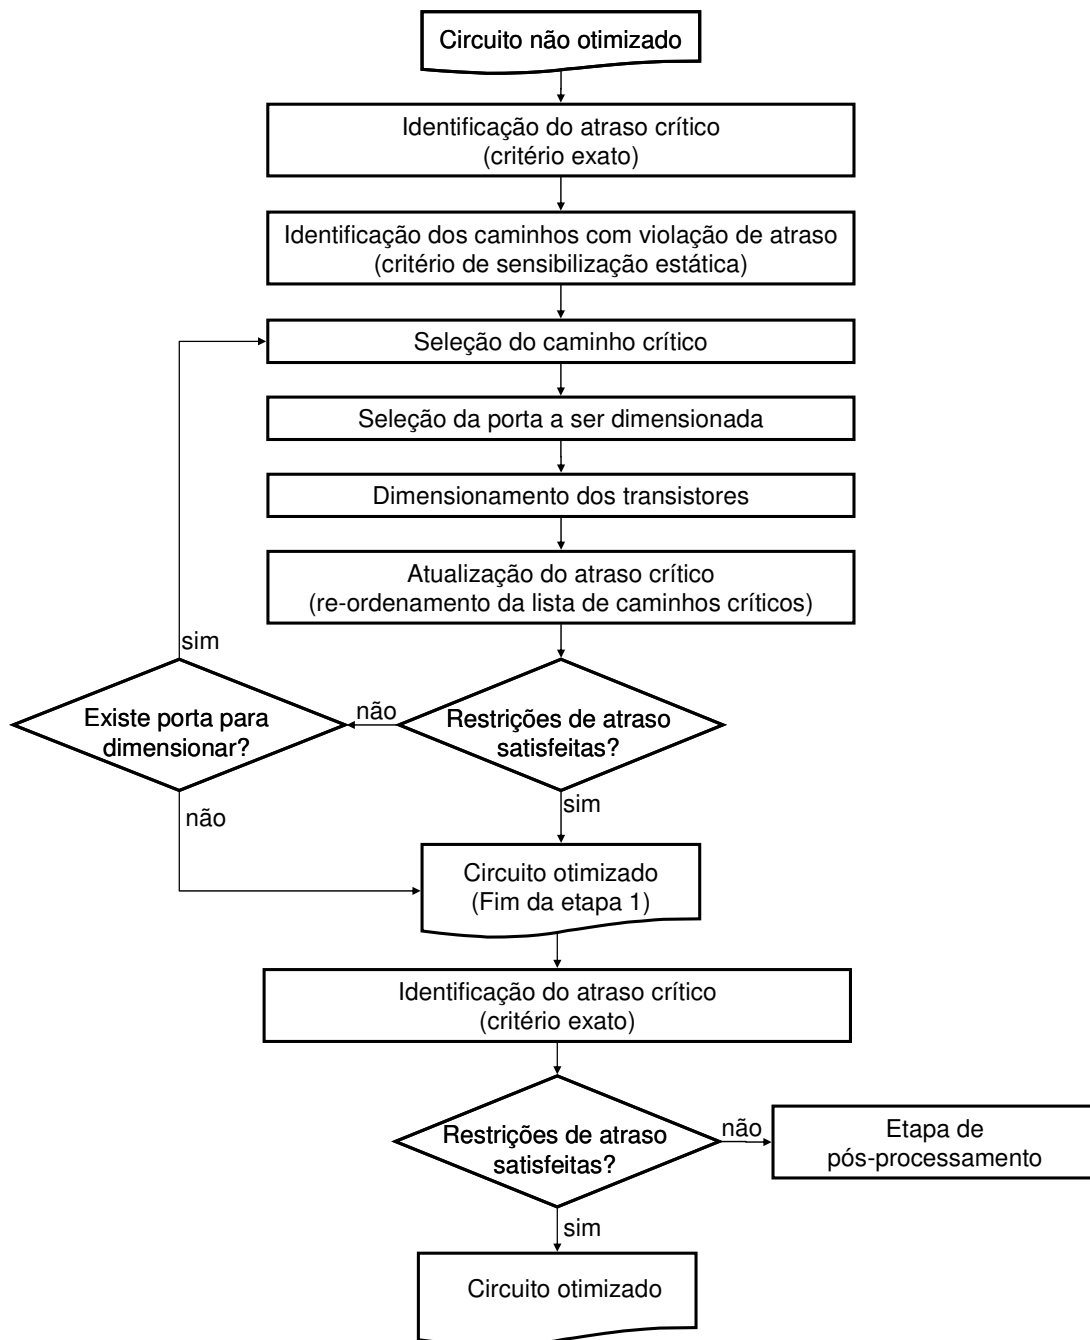 Circuito não otimizado
Identificação do atraso crítico
(critério exato)
Identificação dos caminhos com violação de atraso
(critério de sensibilização estática)
Seleção do caminho crítico
Seleção da porta a ser dimensionada
Dimensionamento dos transistores
Atualização do atraso crítico
(re-ordenamento da lista de caminhos críticos)
sim
Existe porta para
dimensionar?
não
Restrições de atraso
satisfeitas?
não
sim
Circuito otimizado
(Fim da etapa 1)
Identificação do atraso crítico
(critério exato)
Restrições de atraso
satisfeitas?
não
Etapa de
pós-processamento
sim
Circuito otimizado